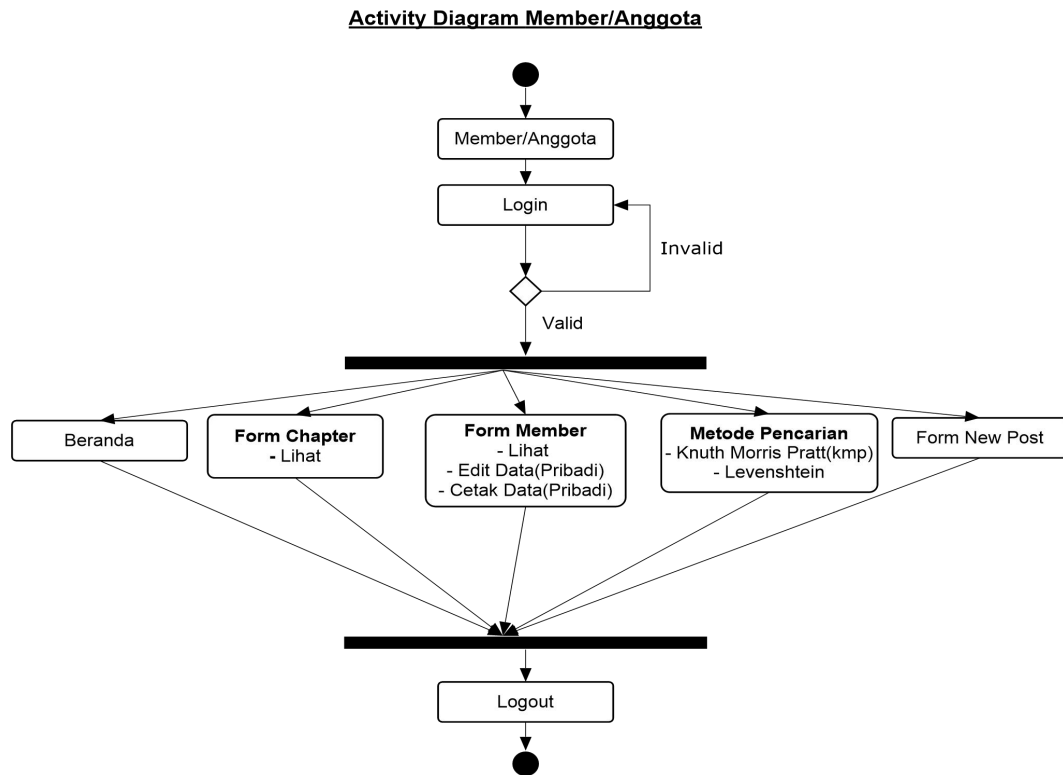 Activity Diagram Member/Anggota
Member/Anggota
Login
Invalid
Valid
Beranda
Form Chapter
- Lihat
Form Member
- Lihat
- Edit Data(Pribadi)
- Cetak Data(Pribadi)
Metode Pencarian
- Knuth Morris Pratt(kmp)
- Levenshtein
Form New Post
Logout